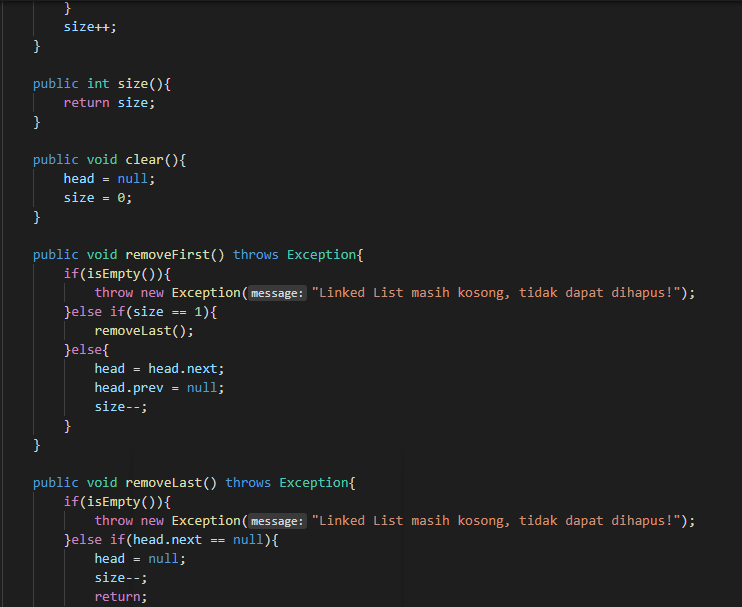 }
size++;
}
public int size(){
return size;
}
public void clear(){
head = null;
size = 0;
}
public void removeFirst() throws Exception{
if(isEmpty()){
throw new Exception(message: "Linked List masih kosong, tidak dapat dihapus!");
}else if(size == 1){
removeLast();
}else{
head = head.next;
head.prev = null;
size--;
}
}
public void removeLast() throws Exception{
if(isEmpty()){
throw new Exception(message: "Linked List masih kosong, tidak dapat dihapus!");
}else if(head.next == null){
head = null;
size--;
return;